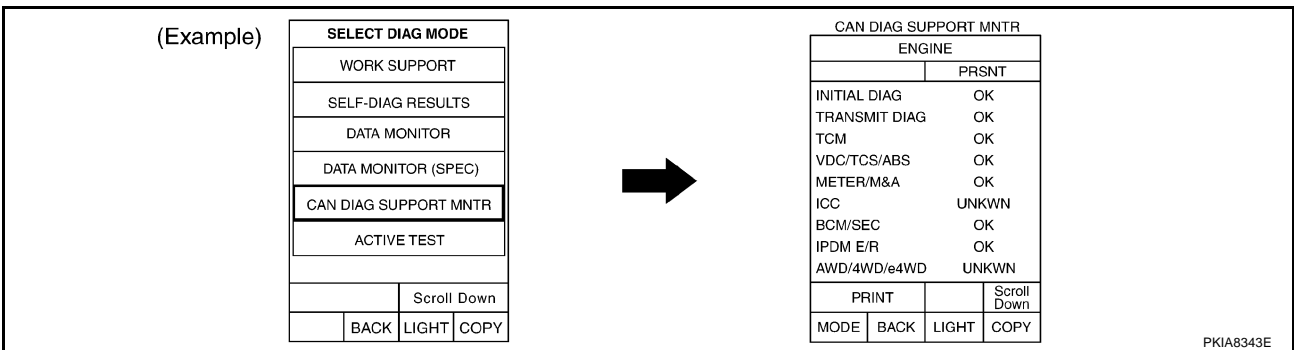 (Example)
SELECT DIAG MODE
WORK SUPPORT
SELF-DIAG RESULTS
DATA MONITOR
DATA MONITOR (SPEC)
CAN DIAG SUPPORT MNTR
ACTIVE TEST
Scroll Down
BACK LIGHT COPY
CAN DIAG SUPPORT MNTR
ENGINE
PRSNT
INITIAL DIAG OK
TRANSMIT DIAG OK
TCM OK
VDC/TCS/ABS OK
METER/M&A OK
ICC UNKWN
BCM/SEC OK
IPDM E/R OK
AWD/4WD/e4WD UNKWN
PRINT Scroll
Down
MODE BACK LIGHT COPY
PKIA8343E